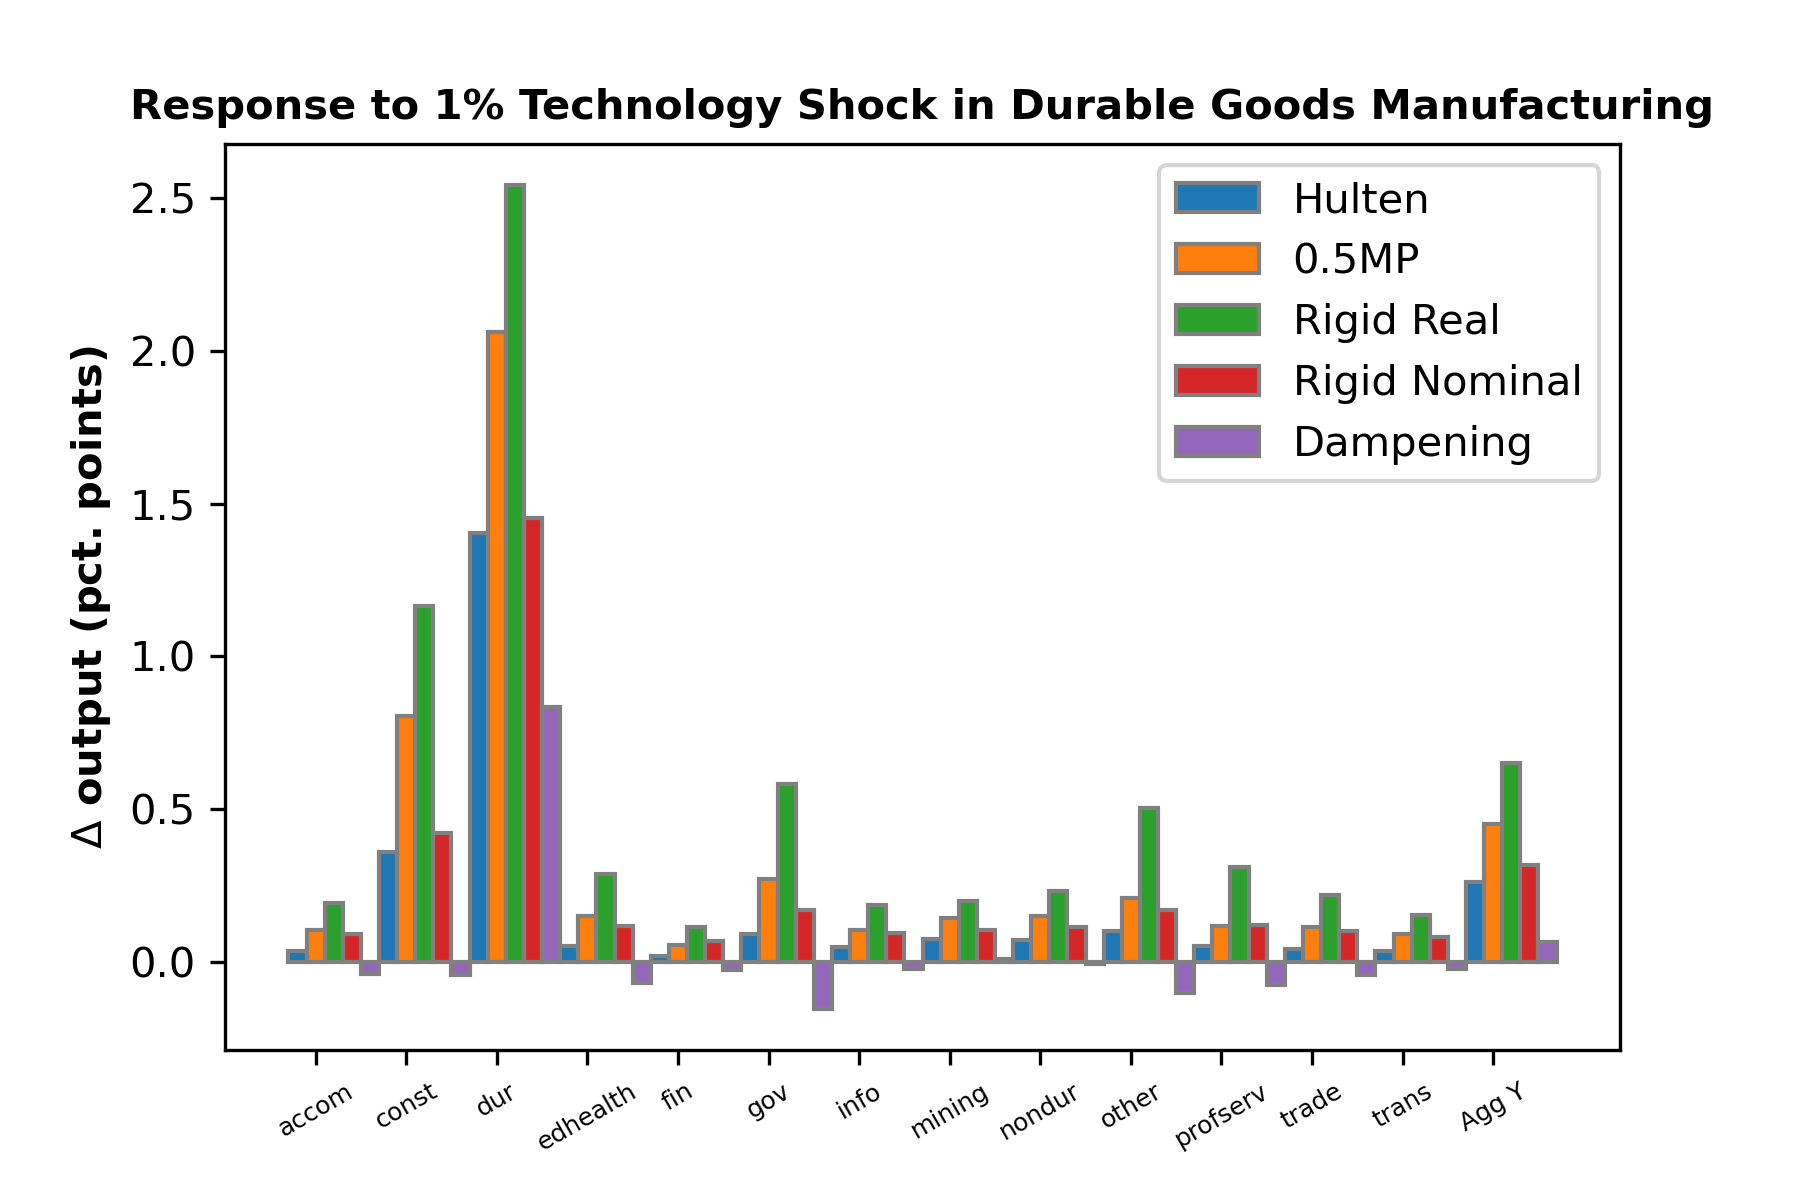 Response to 1% Technology Shock in Durable Goods Manufacturing
Δ output (pct. points)
2.5
2.0
1.5
1.0
0.5
0.0
Hulten
0.5MP
Rigid Real
Rigid Nominal
Dampening
accom
const
dur
edhealth
fin
gov
info
mining
nondur
other
profserv
trade
trans
Agg Y